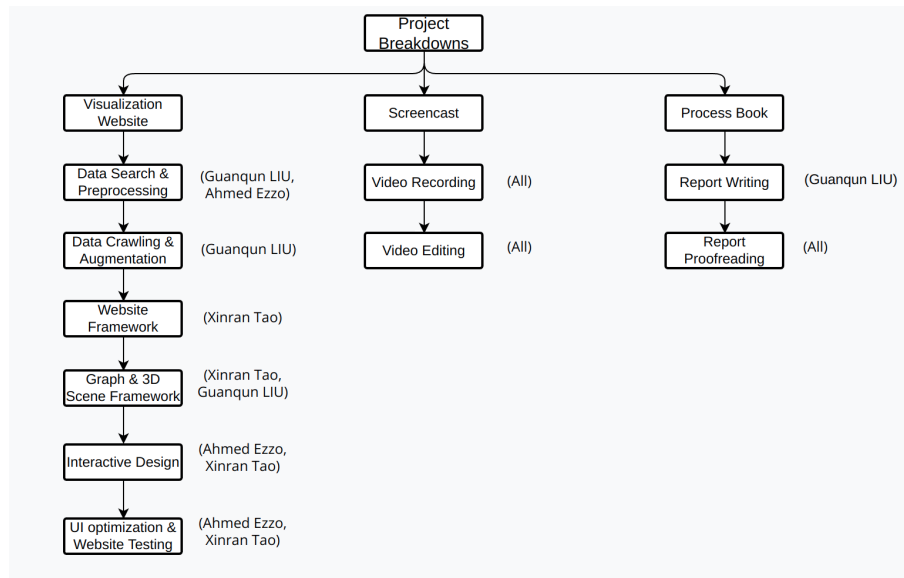 Project
Breakdowns
Visualization
Website
Screencast
Process Book
Data Search &
Preprocessing
(Guanqun LIU,
Ahmed Ezzo)
Video Recording
(All)
Report Writing
(Guanqun LIU)
Data Crawling &
Augmentation
(Guanqun LIU)
Video Editing
(All)
Report
Proofreading
(All)
Website
Framework
(Xinran Tao)
Graph & 3D
Scene Framework
(Xinran Tao,
Guanqun LIU)
Interactive Design
(Ahmed Ezzo,
Xinran Tao)
UI optimization &
Website Testing
(Ahmed Ezzo,
Xinran Tao)